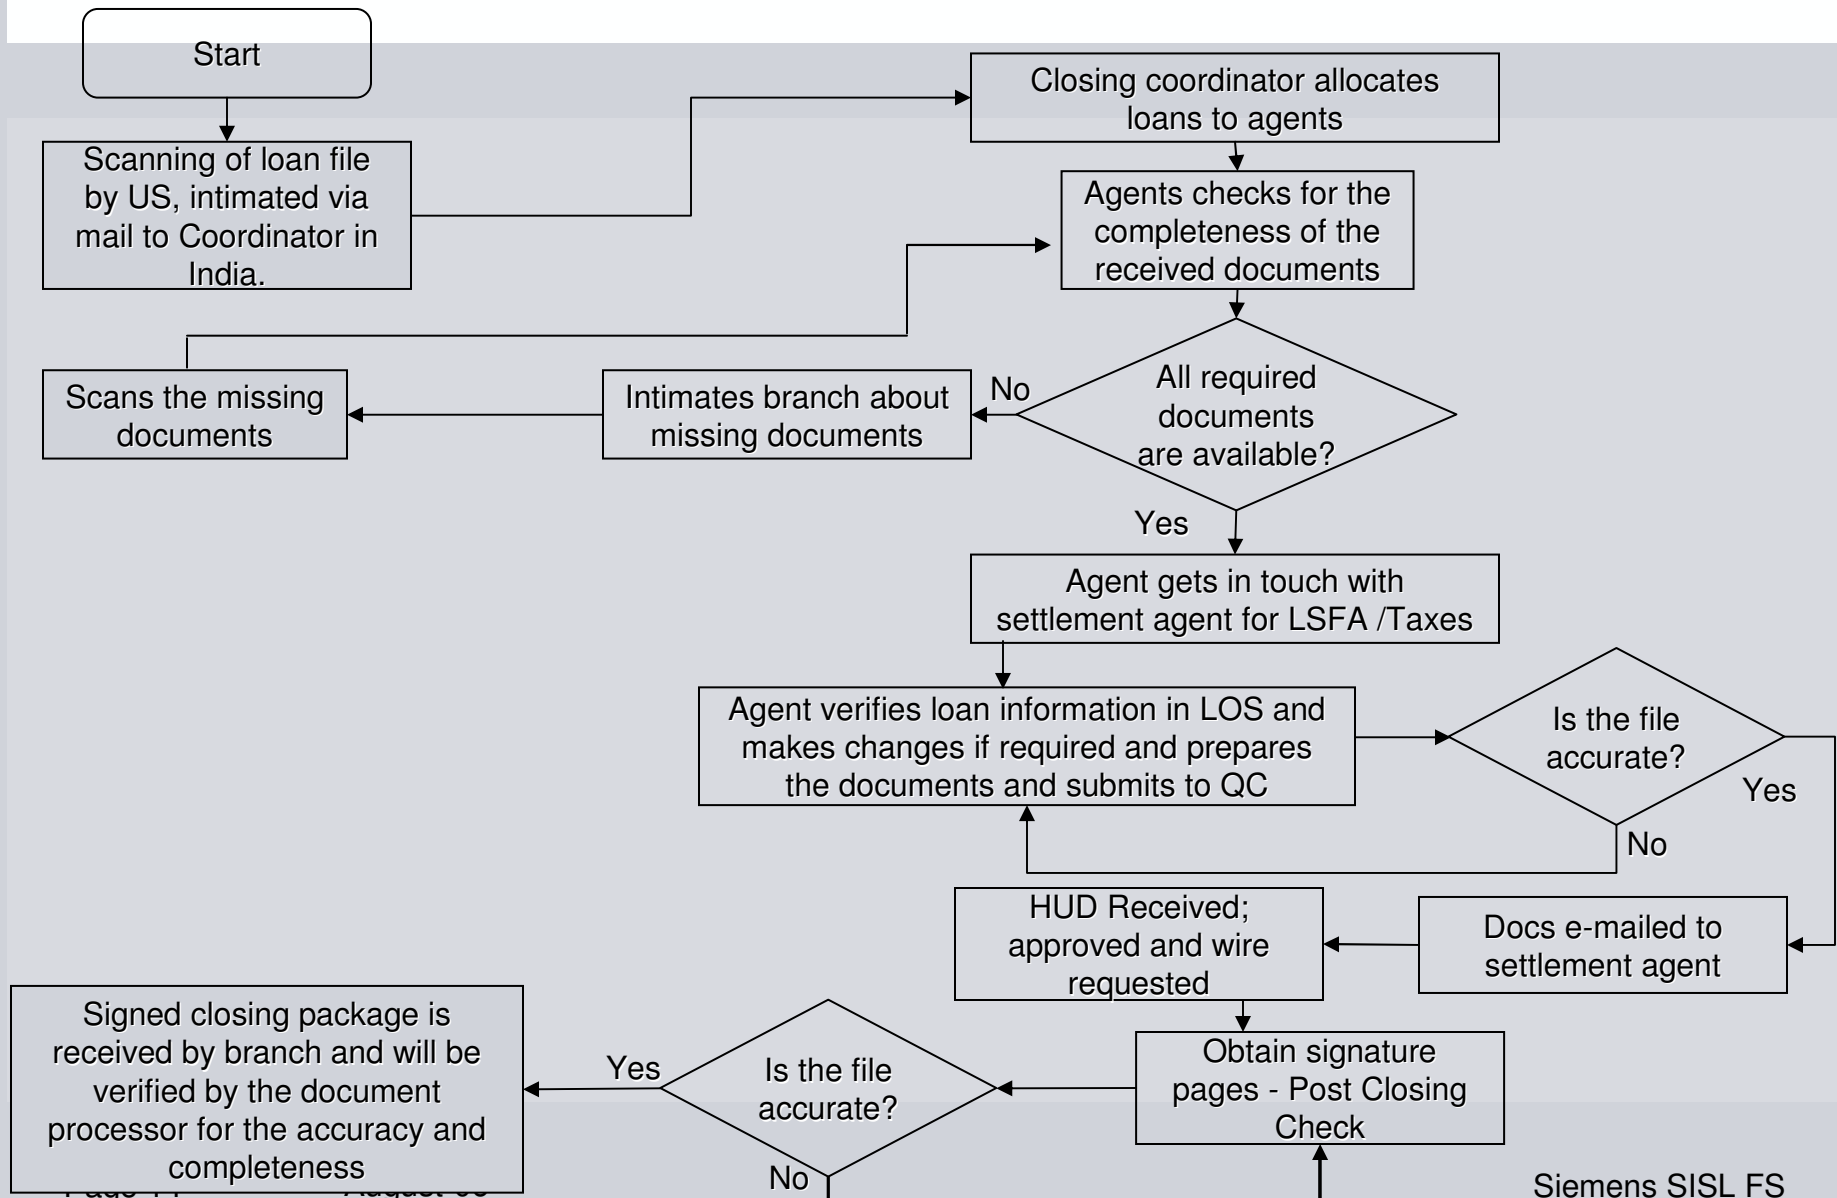 Start
Scanning of loan file
by US, intimated via
mail to Coordinator in
India.
Closing coordinator allocates
loans to agents
Agents checks for the
completeness of the
received documents
All required
documents
are available?
No
Intimates branch about
missing documents
Scans the missing
documents
Yes
Agent gets in touch with
settlement agent for LSFA /Taxes
Agent verifies loan information in LOS and
makes changes if required and prepares
the documents and submits to QC
Is the file
accurate?
Yes
No
Docs e-mailed to
settlement agent
HUD Received;
approved and wire
requested
Obtain signature
pages - Post Closing
Check
Is the file
accurate?
Yes
No
Signed closing package is
received by branch and will be
verified by the document
processor for the accuracy and
completeness
Siemens SISL FS